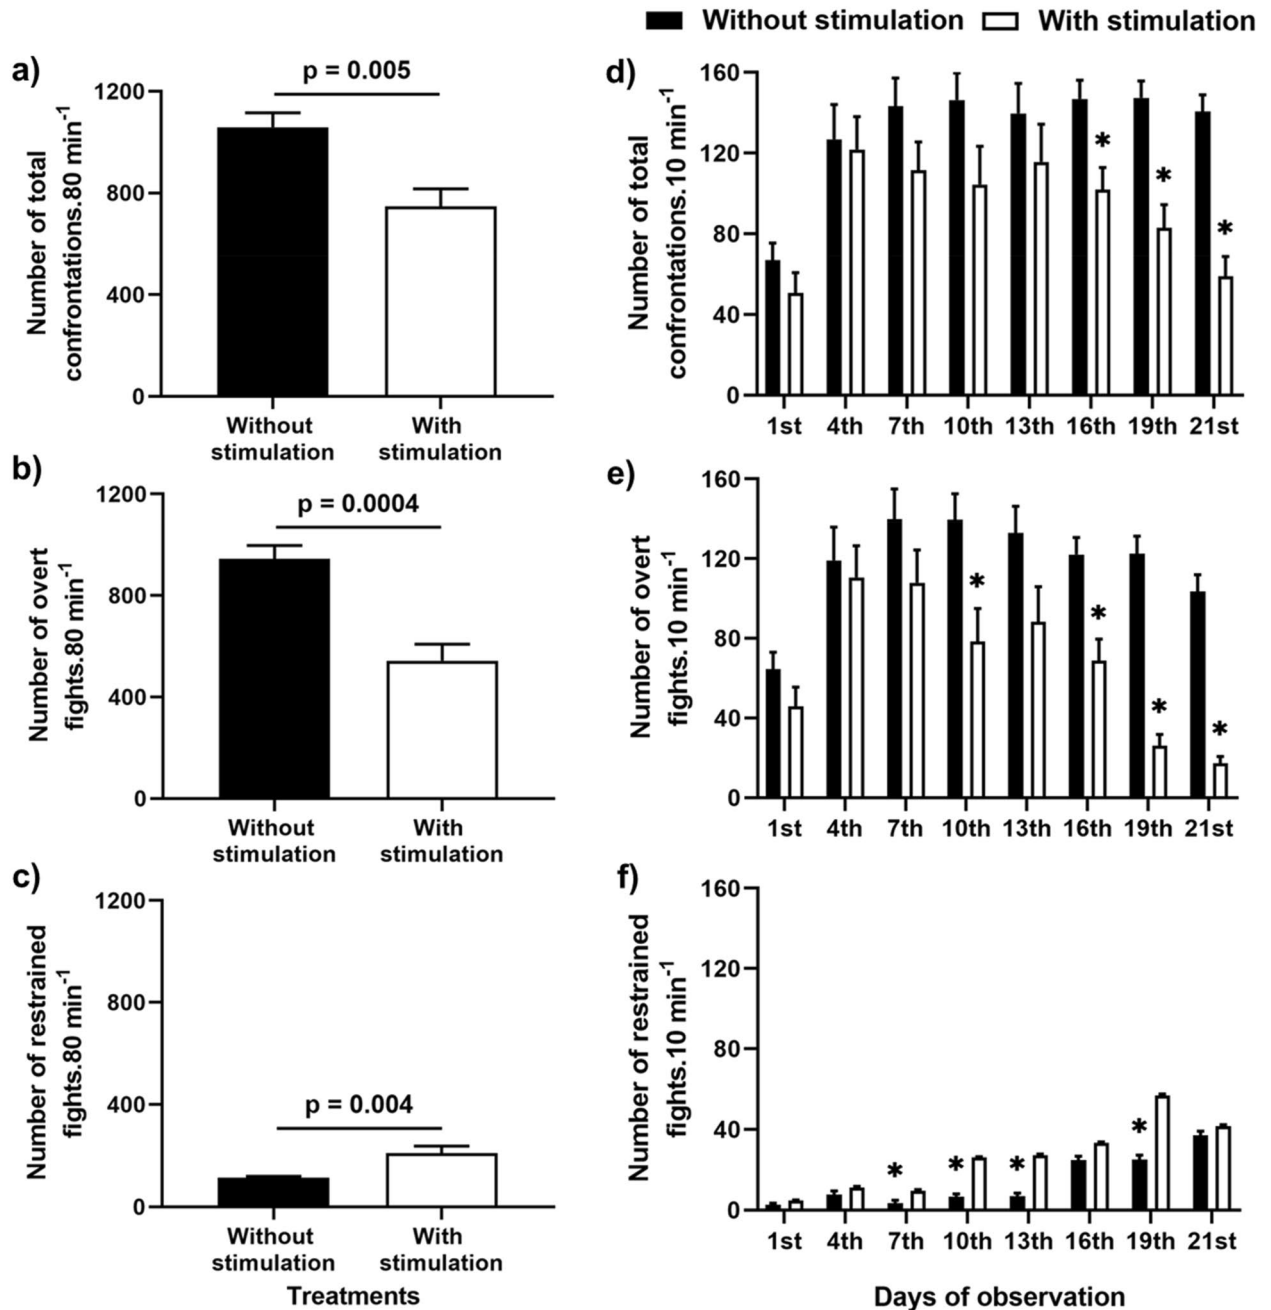 Without stimulation With stimulation
a)
p = 0.005
1200
800
400
0
Number of total
confrontations.80 min-1
Without
stimulation
With
stimulation
b)
p = 0.0004
1200
800
400
0
Number of overt
fights.80 min-1
Without
stimulation
With
stimulation
c)
p = 0.004
1200
800
400
0
Number of restrained
fights.80 min-1
Without
stimulation
With
stimulation
Treatments
d)
160
120
80
40
0
Number of total
confrontations.10 min-1
* * *
1st 4th 7th 10th 13th 16th 19th 21st
e)
160
120
80
40
0
Number of overt
fights.10 min-1
* * * *
1st 4th 7th 10th 13th 16th 19th 21st
f)
160
120
80
40
0
Number of restrained
fights.10 min-1
* * * *
1st 4th 7th 10th 13th 16th 19th 21st
Days of observation